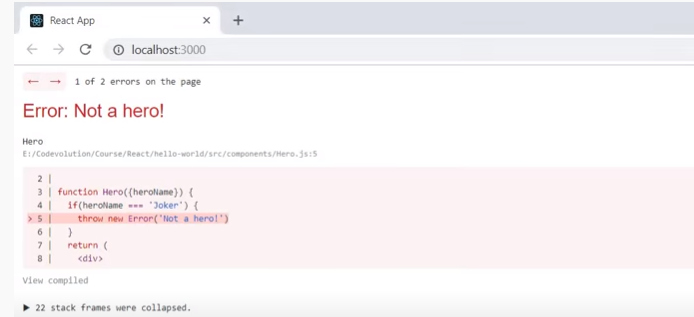 React App
localhost:3000
1 of 2 errors on the page
Error: Not a hero!
Hero
E:/Codevolution/Course/React/hello-world/src/components/Hero.js:5
2 |
3 | function Hero({heroName}) {
4 |   if(heroName === 'Joker') {
> 5 |     throw new Error('Not a hero!')
6 |   }
7 |   return (
8 |     <div>
View compiled
▶ 22 stack frames were collapsed.